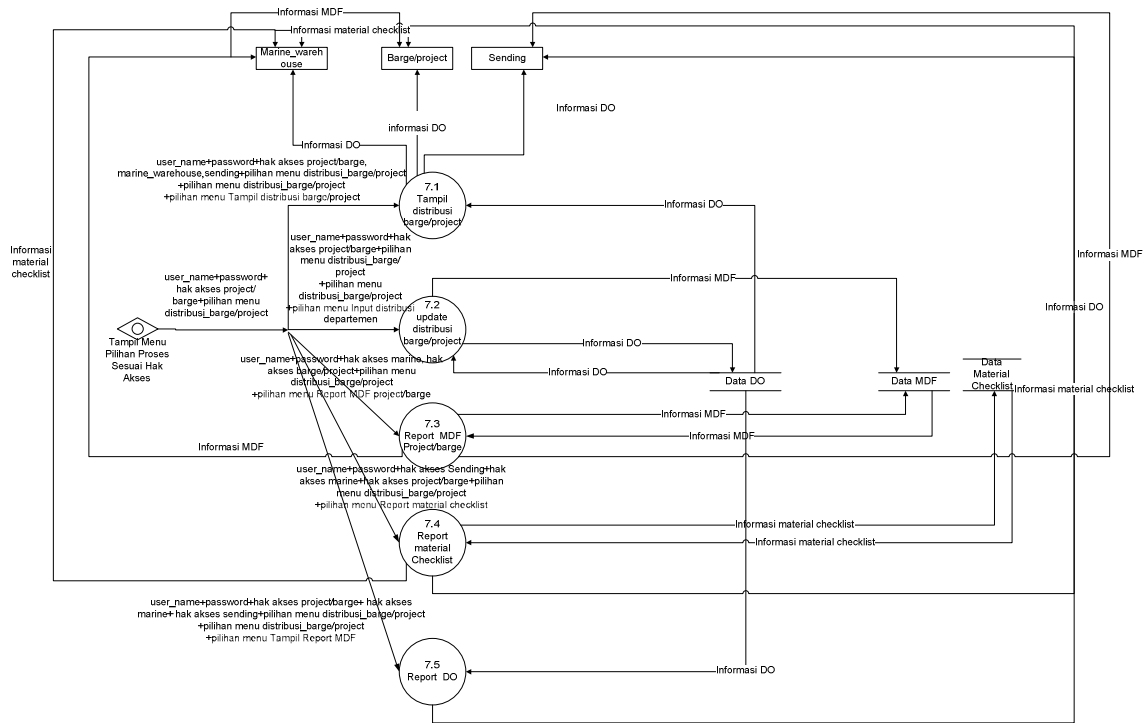 Informasi MDF
Informasi material checklist
Marine_wareh
ouse
Barge/project
Sending
Informasi DO
informasi DO
Informasi DO
user_name+password+hak akses project/barge,
marine_warehouse,sending+pilihan menu distribusi_barge/project
+pilihan menu distribusi_barge/project
+pilihan menu Tampil distribusi barge/project
7.1
Tampil
distribusi
barge/project
Informasi DO
Informasi
material
checklist
user_name+password+hak
akses project/barge+pilihan
menu distribusi_barge/
project
+pilihan menu
distribusi_barge/project
+pilihan menu Input distribusi
departemen
Informasi MDF
user_name+password+
hak akses project/
barge+pilihan menu
distribusi_barge/project
Informasi MDF
Informasi DO
7.2
update
distribusi
barge/project
Tampil Menu
Pilihan Proses
Sesuai Hak
Akses
Informasi DO
Informasi DO
user_name+password+hak akses marine, hak
akses barge/project+pilihan menu
distribusi_barge/project
+pilihan menu Report MDF project/barge
Data DO
Data MDF
Data
Material
Checklist
Informasi material checklist
7.3
Report MDF
Project/barge
Informasi MDF
Informasi MDF
Informasi MDF
user_name+password+hak akses Sending+hak
akses marine+hak akses project/barge+pilihan
menu distribusi_barge/project
+pilihan menu Report material checklist
7.4
Report
material
Checklist
Informasi material checklist
Informasi material checklist
user_name+password+hak akses project/barge+ hak akses
marine+ hak akses sending+pilihan menu distribusi_barge/project
+pilihan menu distribusi_barge/project
+pilihan menu Tampil Report MDF
7.5
Report DO
Informasi DO